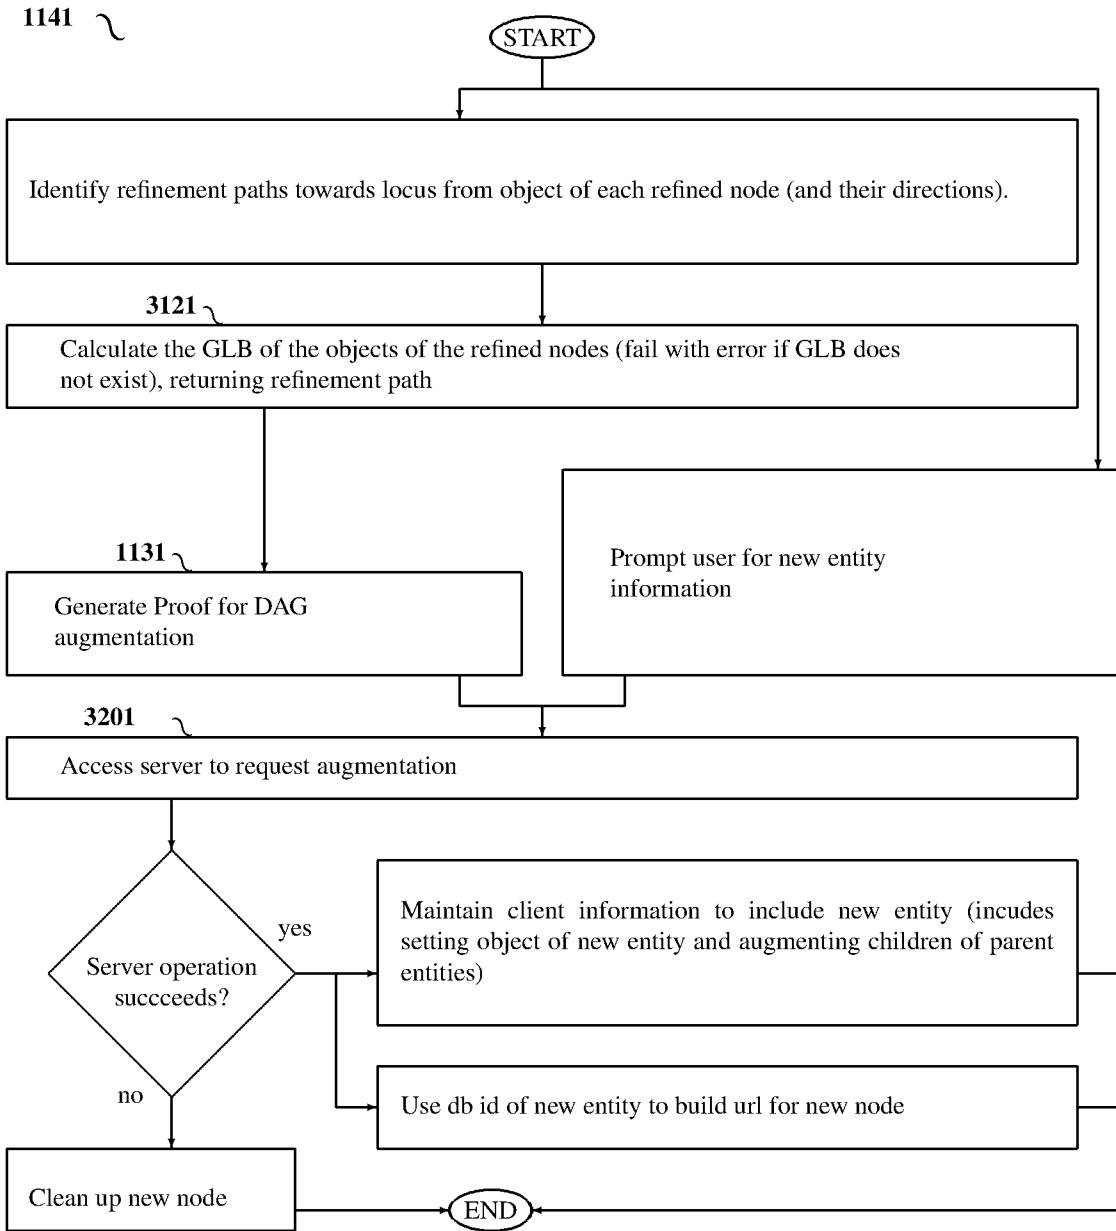 1141
START
Identify refinement paths towards locus from object of each refined node (and their directions).
3121
Calculate the GLB of the objects of the refined nodes (fail with error if GLB does
not exist), returning refinement path
1131
Generate Proof for DAG
augmentation
Prompt user for new entity
information
3201
Access server to request augmentation
Server operation
succceeds?
yes
Maintain client information to include new entity (incudes
setting object of new entity and augmenting children of parent
entities)
no
Use db id of new entity to build url for new node
Clean up new node
END